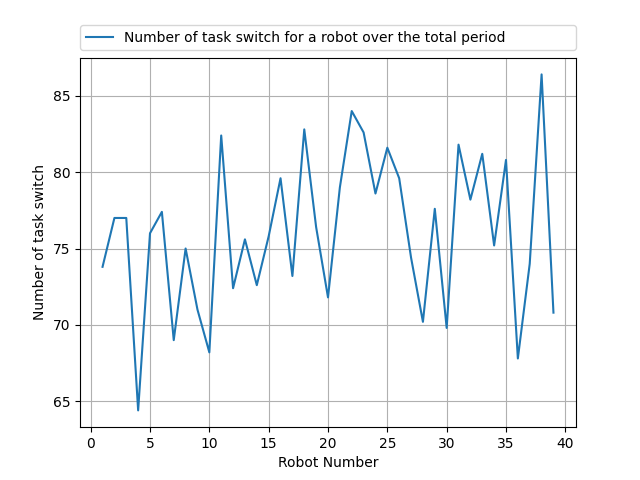 Number of task switch for a robot over the total period
85
80
75
70
65
Number of task switch
0 5 10 15 20 25 30 35 40
Robot Number